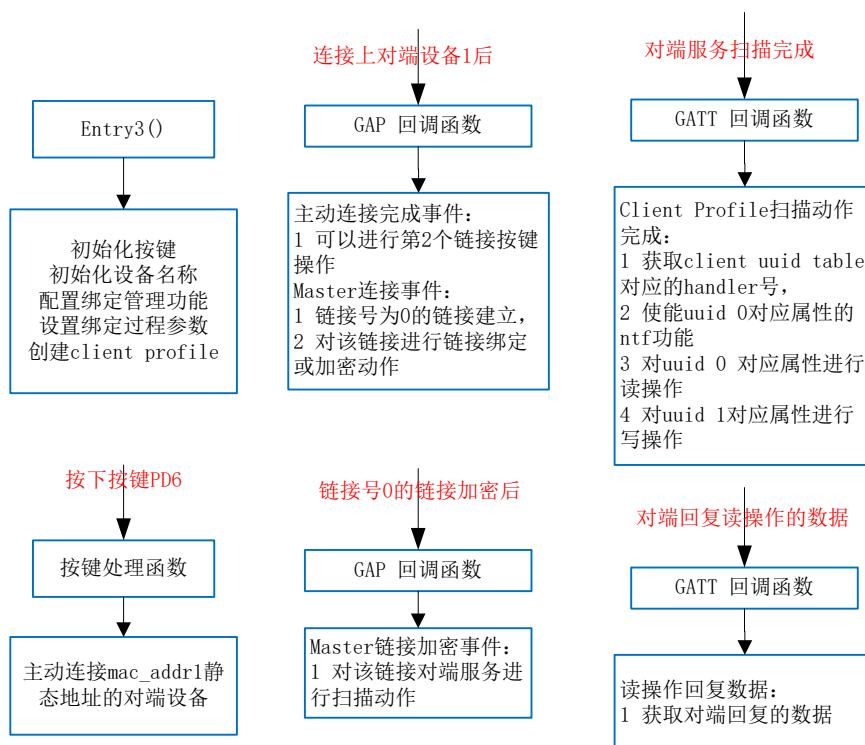 Entry3()
初始化按键
初始化设备名称
配置绑定管理功能
设置绑定过程参数
创建client profile
按下按键PD6
按键处理函数
主动连接mac_addr1静
态地址的对端设备
连接上对端设备1后
GAP 回调函数
主动连接完成事件:
1 可以进行第2个链接按键
操作
Master连接事件:
1 链接号为0的链接建立,
2 对该链接进行链接绑定
或加密动作
链接号0的链接加密后
GAP 回调函数
Master链接加密事件:
1 对该链接对端服务进
行扫描动作
对端服务扫描完成
GATT 回调函数
Client Profile扫描动作
完成:
1 获取client uuid table
对应的handler号,
2 使能uuid 0对应属性的
ntf功能
3 对uuid 0 对应属性进行
读操作
4 对uuid 1对应属性进行
写操作
对端回复读操作的数据
GATT 回调函数
读操作回复数据:
1 获取对端回复的数据